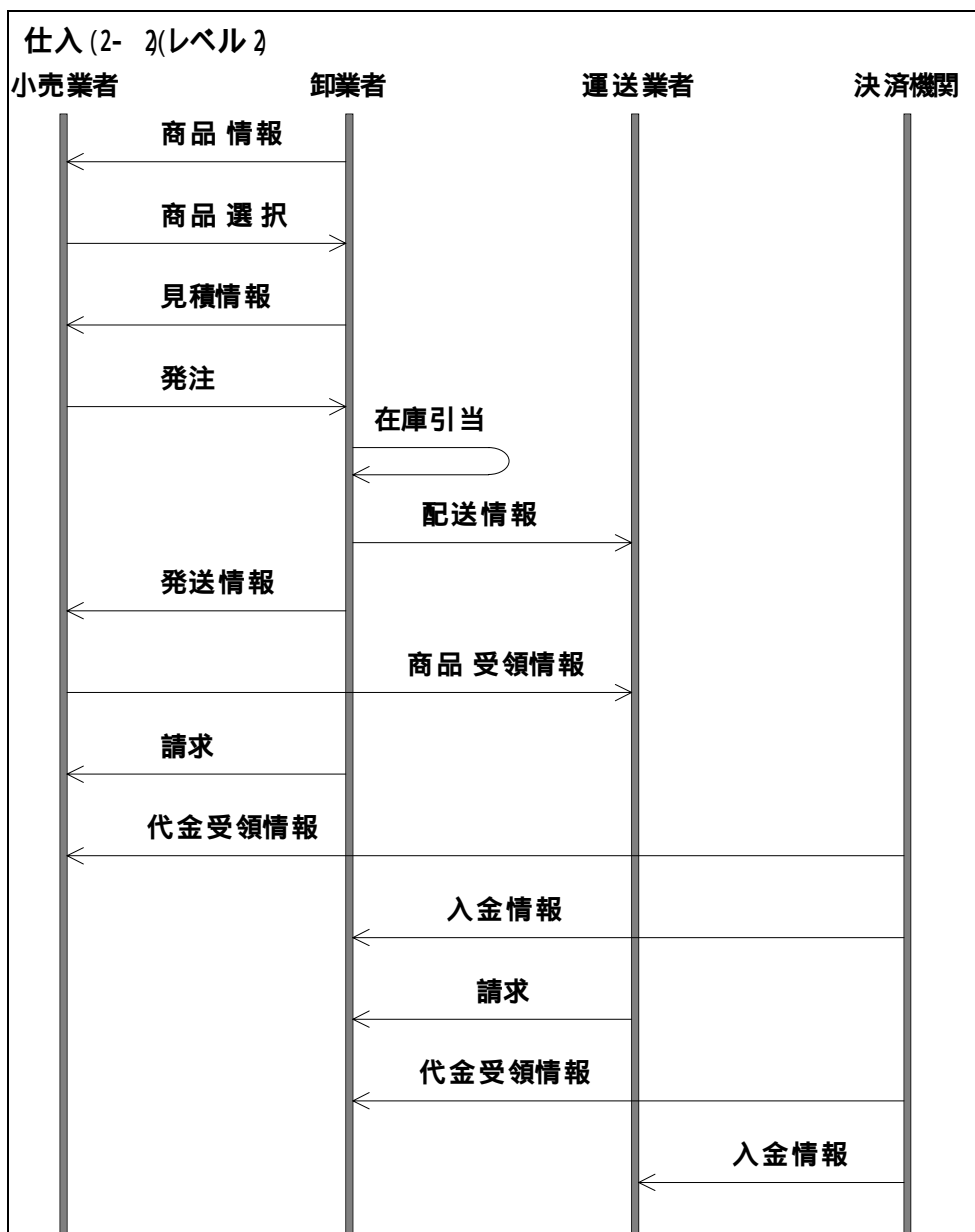 仕入(2- 2)(レベル2)
小売業者 卸業者 運送業者 決済機関
商品情報
商品選択
見積情報
発注
在庫引当
配送情報
発送情報
商品受領情報
請求
代金受領情報
入金情報
請求
代金受領情報
入金情報